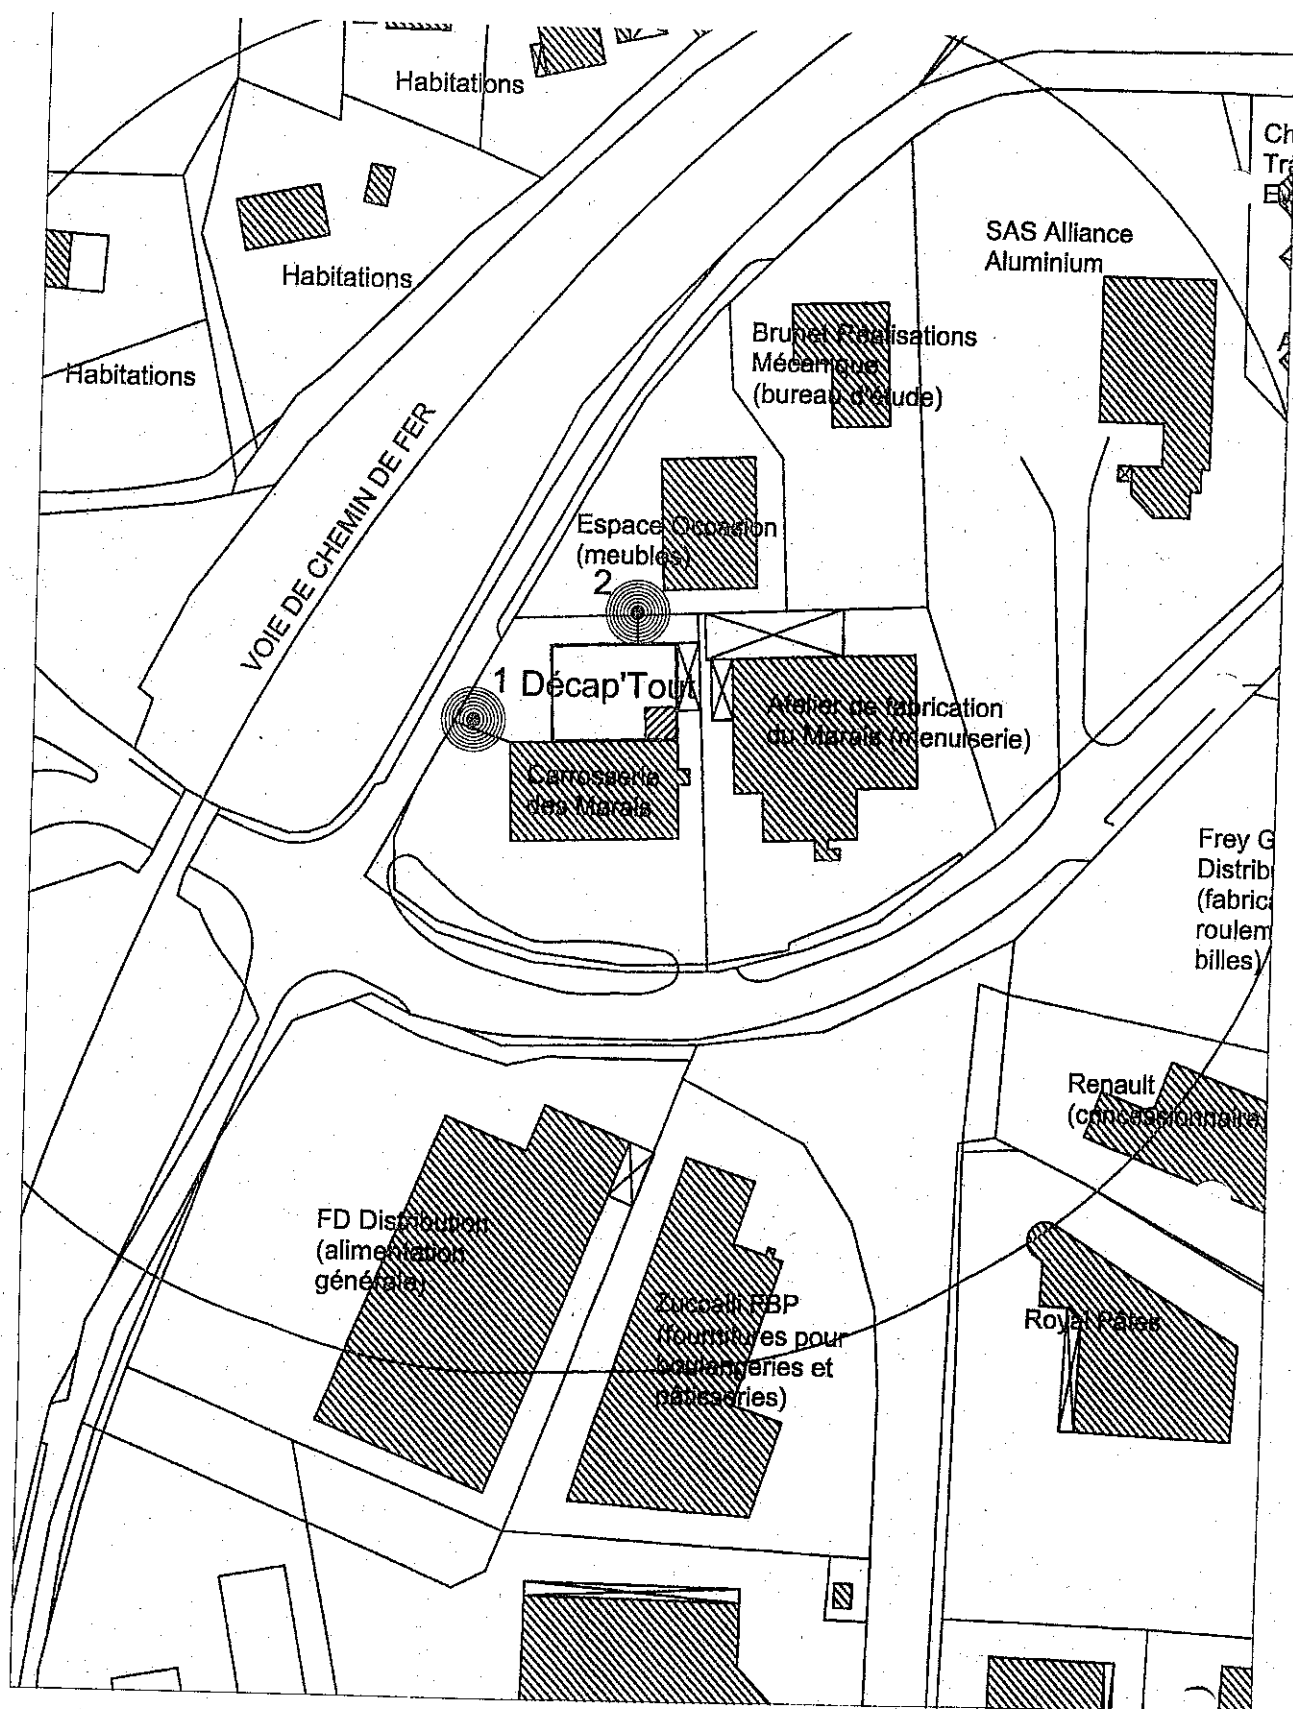 Habitations
Ch
SAS Alliance
Aluminium
Habitations
Brunet Réalisations
Mécanique
(bureau d'étude)
Habitations
VOIE DE CHEMIN DE FER
Espace Occasion
(meubles)
2
1 Décap'Tout
Atelier de fabrication
du Marais (menuiserie)
Carrosserie
des Marais
Frey G
Distrib
(fabrica
roulem
billes)
Renault
(concessionnaire)
FD Distribution
(alimentation
générale)
Zuccalli FBP
(fournitures pour
boulangeries et
pâtisseries)
Royal Pâtes